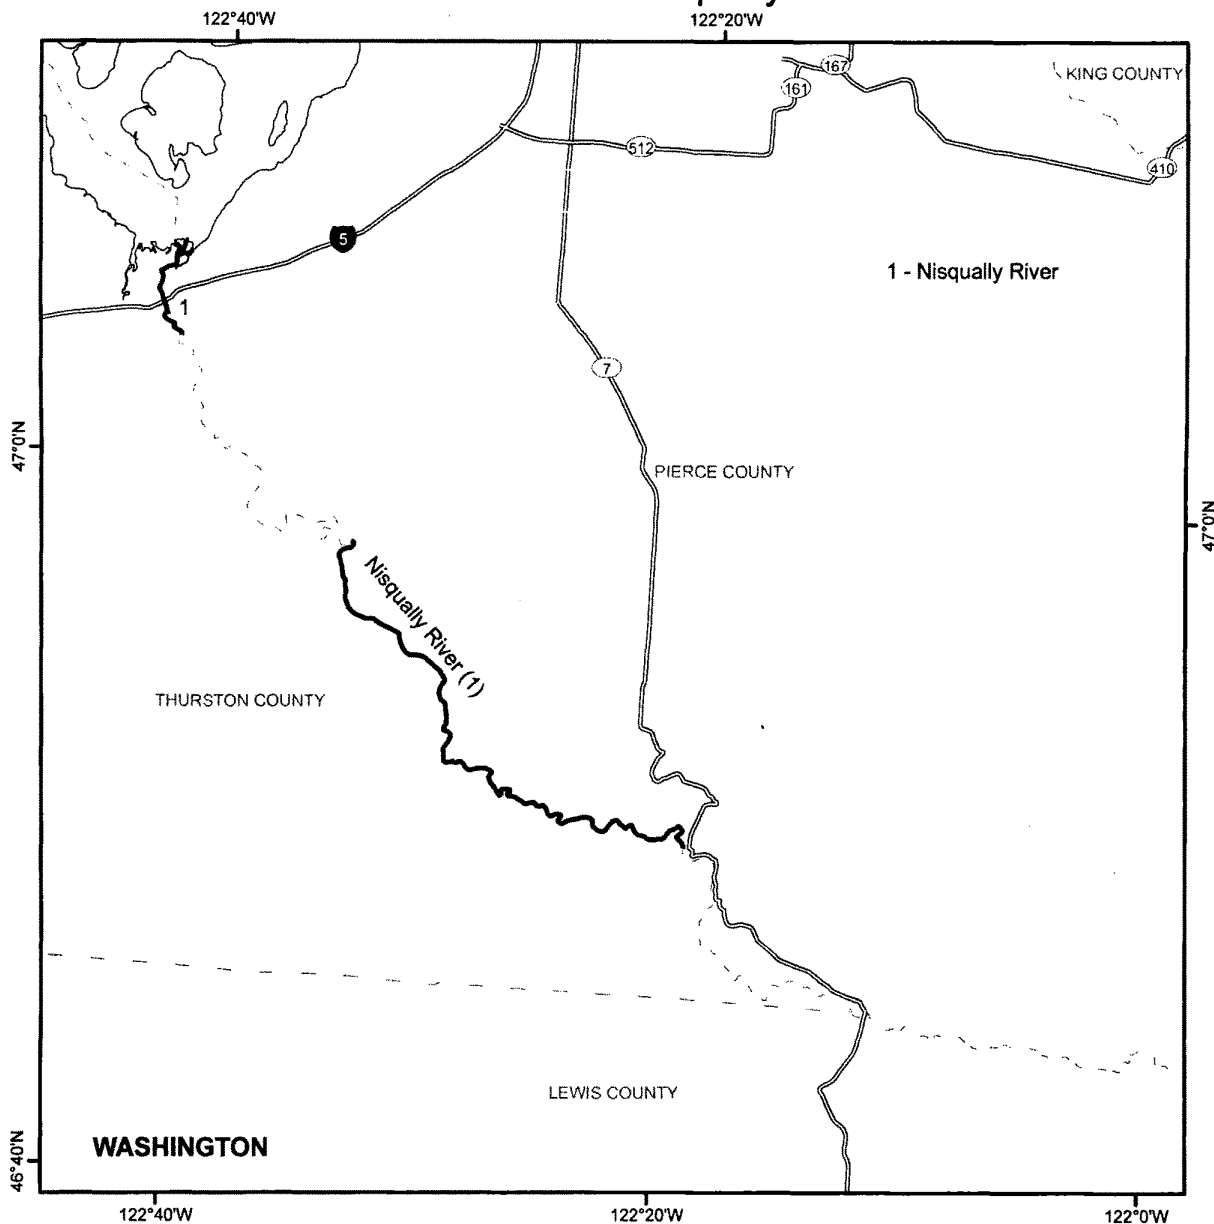 122°40'W
122°20'W
167
161
KING COUNTY
512
410
5
1 - Nisqually River
1
7
47°0'N
PIERCE COUNTY
47°0'N
Nisqually River (1)
THURSTON COUNTY
LEWIS COUNTY
WASHINGTON
46°40'N
122°40'W
122°20'W
122°0'W